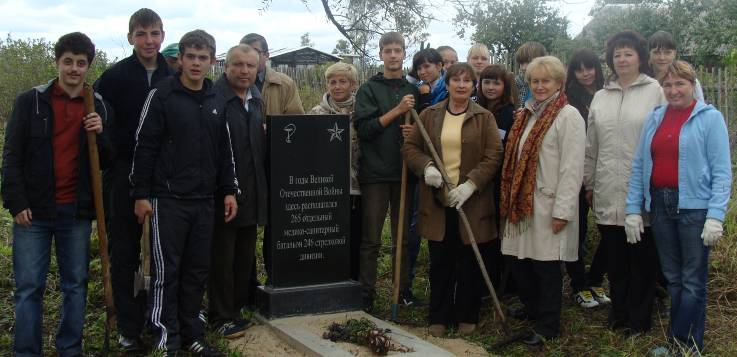 В годы Великой
Отечественной Войны
здесь располагался
265 отдельный
медико-санитарный
батальон 246 стрелковой
дивизии.